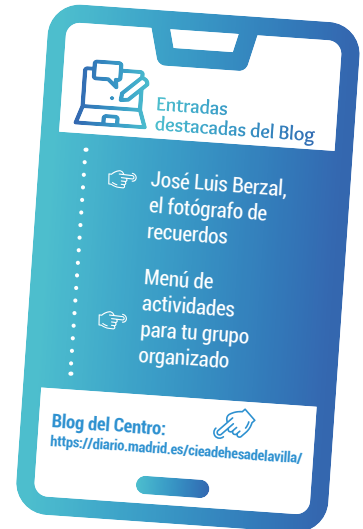 Entradas
destacadas del Blog
José Luis Berzal,
el fotógrafo de
recuerdos
Menú de
actividades
para tu grupo
organizado
Blog del Centro:
https://diario.madrid.es/cieadehesadelavilla/